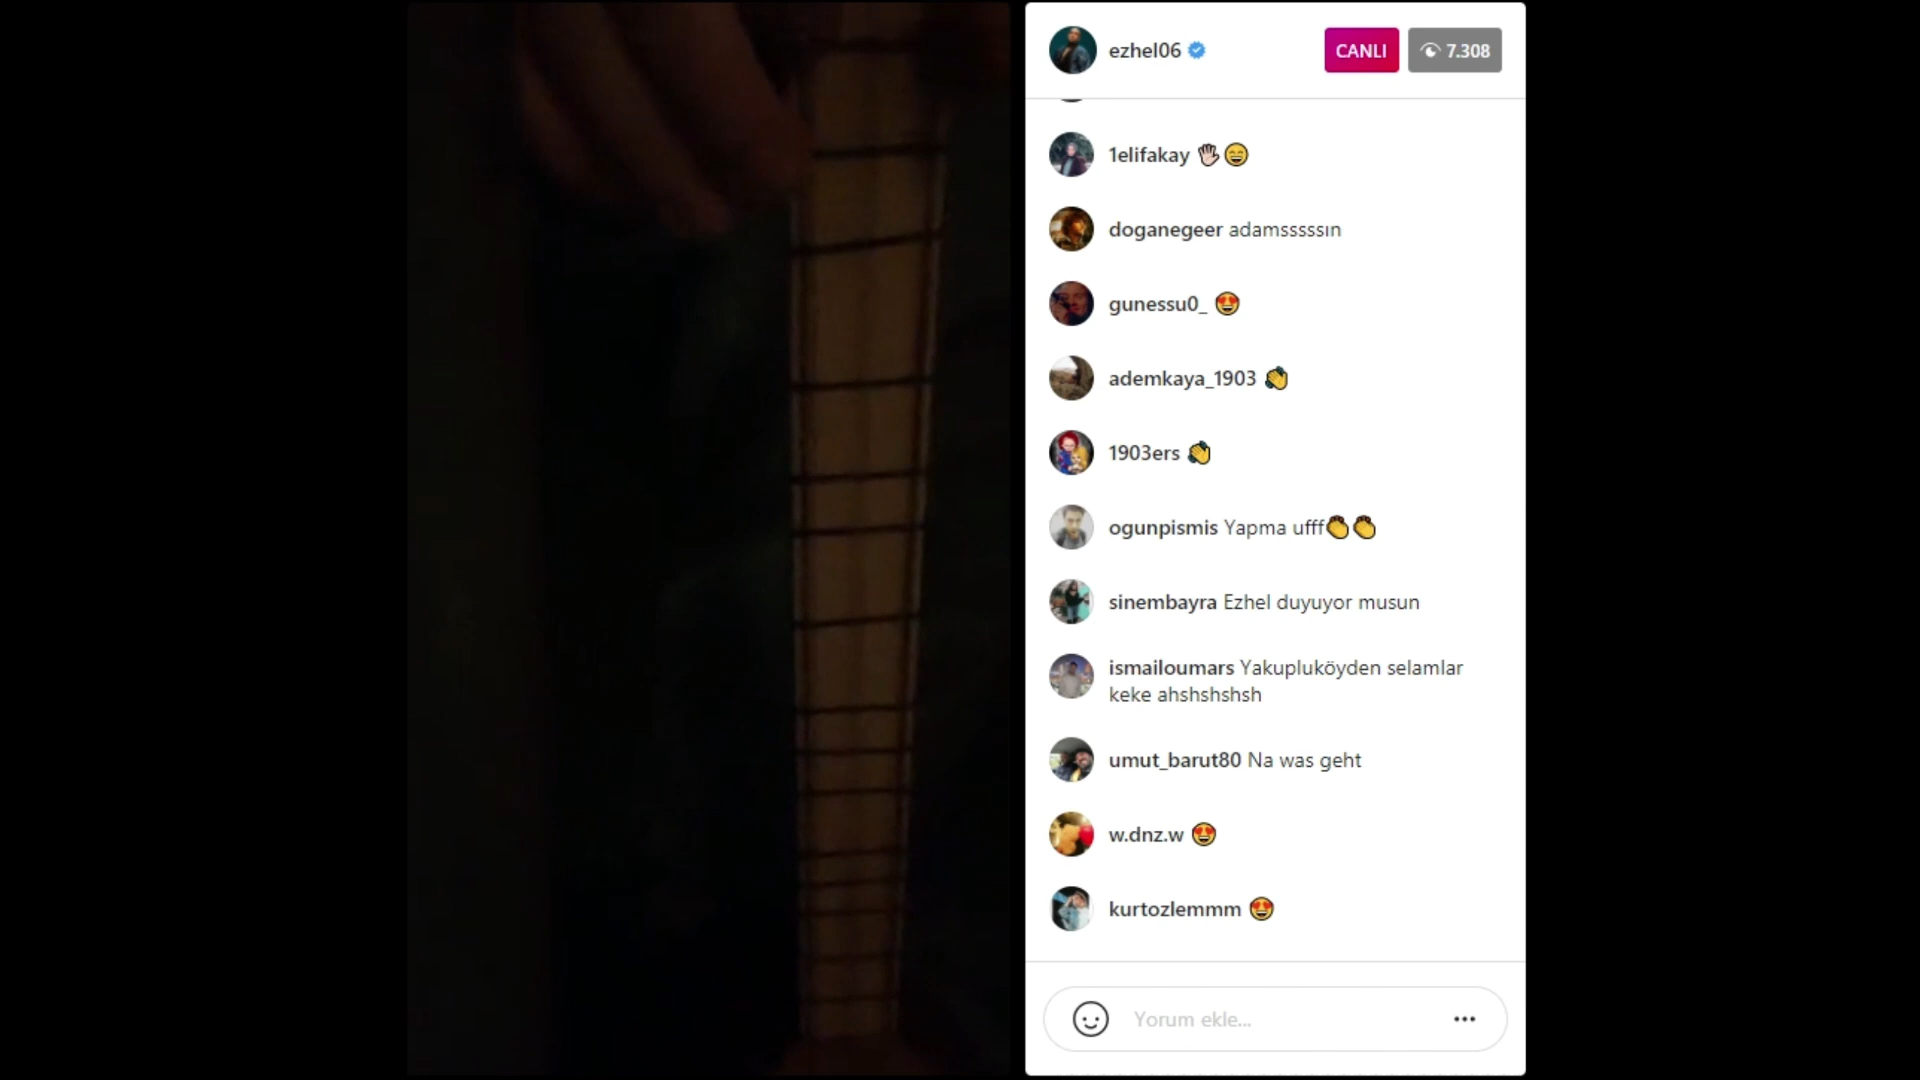 ezhel06
CANLI
7.308
1elifakay 🖐🏻😄
doganegeer adamsssssın
gunessu0_ 😍
ademkaya_1903 👏
1903ers 👏
ogunpismis Yapma ufff👏👏
sinembayra Ezhel duyuyor musun
ismailoumars Yakupluköyden selamlar
keke ahshshshsh
umut_barut80 Na was geht
w.dnz.w 😍
kurtozlemmm 😍
Yorum ekle...